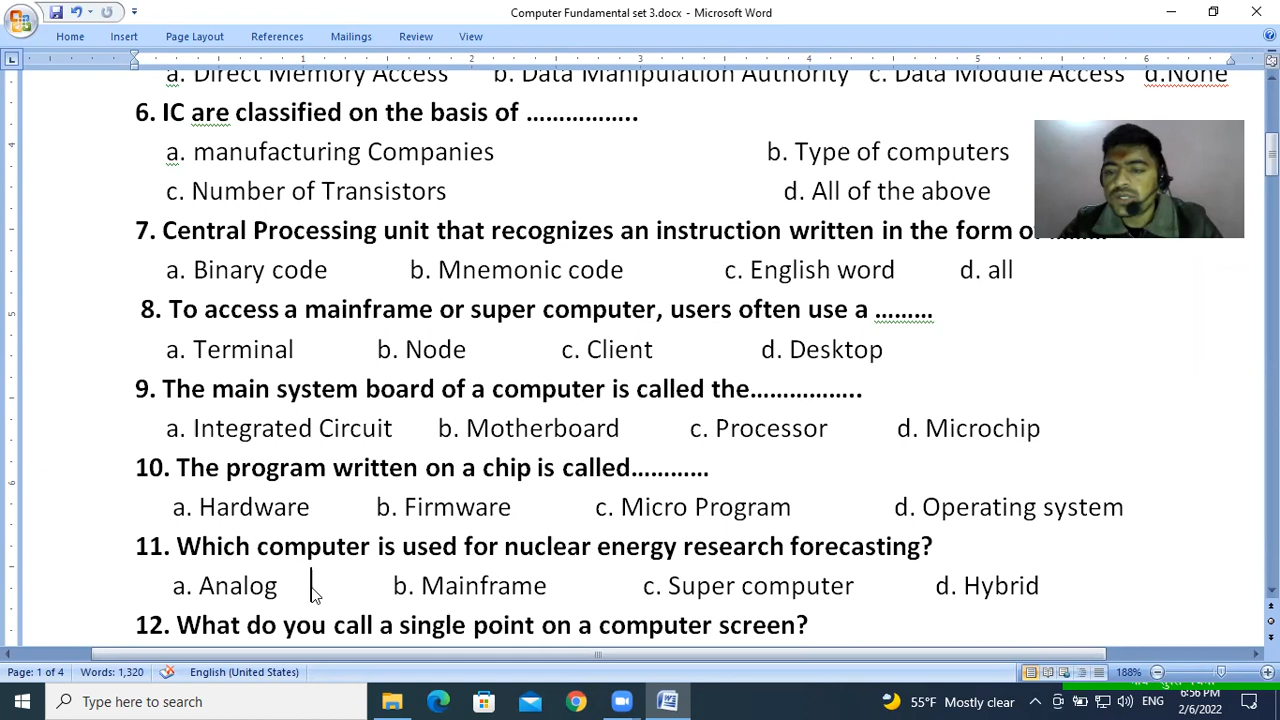 Computer Fundamental set 3.docx - Microsoft Word
Home Insert Page Layout References Mailings Review View
1 2 3 4 5 6
a. Direct Memory Access b. Data Manipulation Authority c. Data Module Access d.None
6. IC are classified on the basis of ……………..
a. manufacturing Companies b. Type of computers
c. Number of Transistors d. All of the above
7. Central Processing unit that recognizes an instruction written in the form
a. Binary code b. Mnemonic code c. English word d. all
8. To access a mainframe or super computer, users often use a ………
a. Terminal b. Node c. Client d. Desktop
9. The main system board of a computer is called the……………..
a. Integrated Circuit b. Motherboard c. Processor d. Microchip
10. The program written on a chip is called…………
a. Hardware b. Firmware c. Micro Program d. Operating system
11. Which computer is used for nuclear energy research forecasting?
a. Analog b. Mainframe c. Super computer d. Hybrid
12. What do you call a single point on a computer screen?
Page: 1 of 4 Words: 1,320 English (United States) 188%
Type here to search 55°F Mostly clear ENG 6:56 PM
2/6/2022